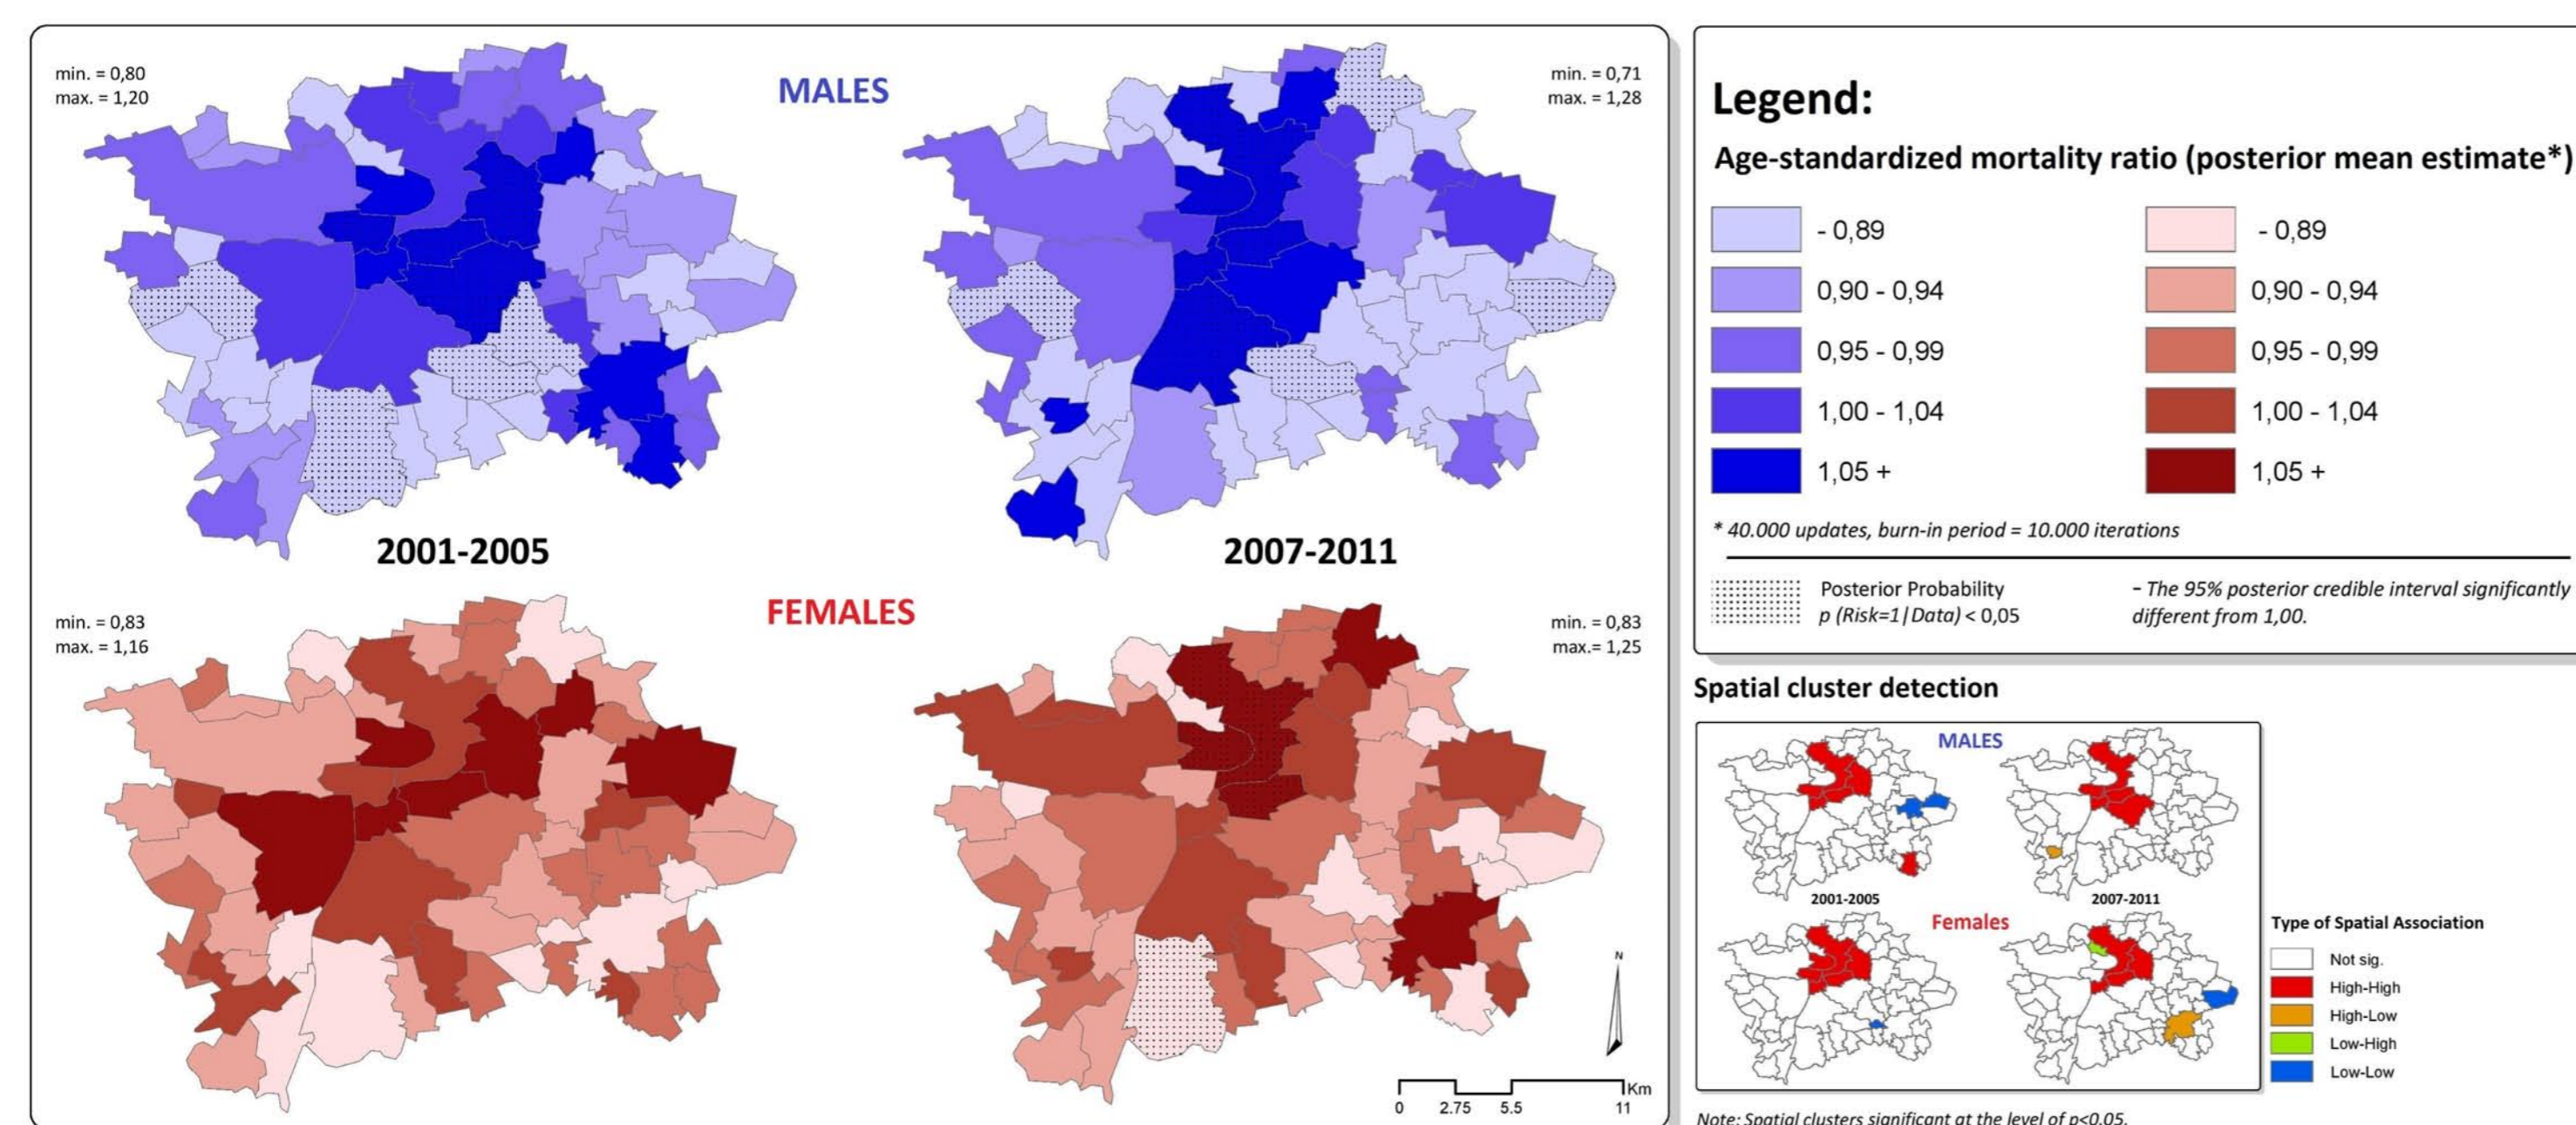 min. = 0,80
max. = 1,20
MALES
min. = 0,71
max. = 1,28
2001-2005
2007-2011
min. = 0,83
max. = 1,16
FEMALES
min. = 0,83
max.= 1,25
N
Km
0 2.75 5.5 11
Legend:
Age-standardized mortality ratio (posterior mean estimate*)
- 0,89 - 0,89
0,90 - 0,94 0,90 - 0,94
0,95 - 0,99 0,95 - 0,99
1,00 - 1,04 1,00 - 1,04
1,05 + 1,05 +
* 40.000 updates, burn-in period = 10.000 iterations
Posterior Probability
p (Risk=1|Data) < 0,05
- The 95% posterior credible interval significantly
different from 1,00.
Spatial cluster detection
MALES
2001-2005 2007-2011
Females
Type of Spatial Association
Not sig.
High-High
High-Low
Low-High
Low-Low
Note: Spatial clusters significant at the level of p<0.05.